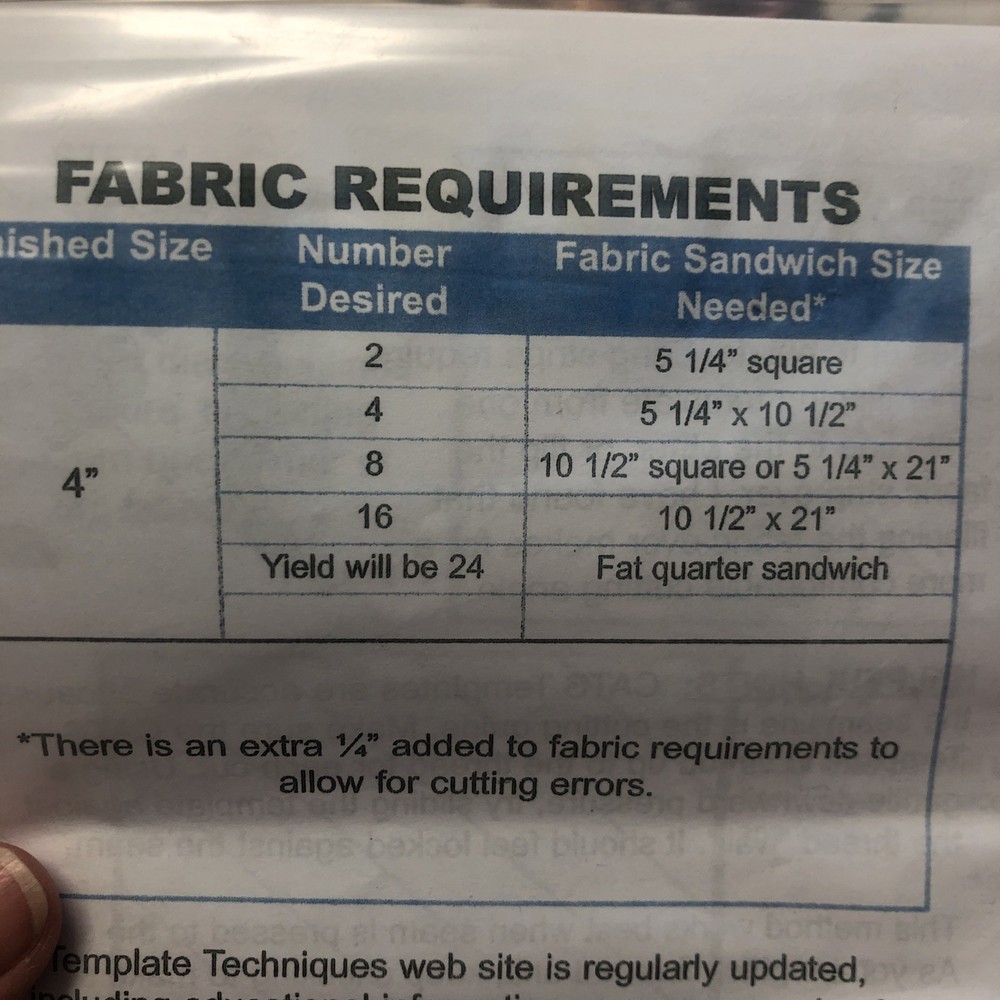 FABRIC REQUIREMENTS
ished Size Number Desired Fabric Sandwich Size Needed*
4”
2 5 1/4” square
4 5 1/4” x 10 1/2”
8 10 1/2” square or 5 1/4” x 21”
16 10 1/2” x 21”
Yield will be 24 Fat quarter sandwich
*There is an extra ¼” added to fabric requirements to
allow for cutting errors.
Template Techniques web site is regularly updated,